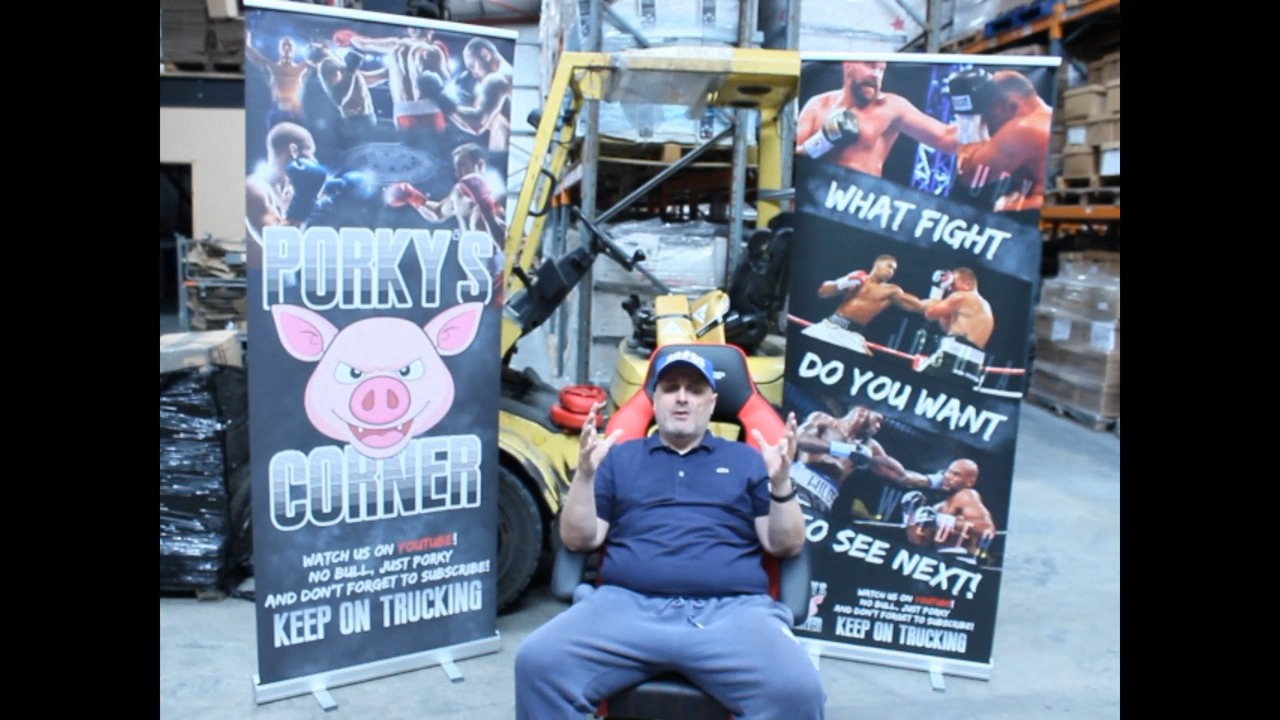 PORKY'S
CORNER
WATCH US ON YOUTUBE!
NO BULL, JUST PORKY
AND DON'T FORGET TO SUBSCRIBE!
KEEP ON TRUCKING
WHAT FIGHT
DO YOU WANT
TO SEE NEXT!
WATCH US ON YOUTUBE!
NO BULL, JUST PORKY
AND DON'T FORGET TO SUBSCRIBE!
KEEP ON TRUCKING